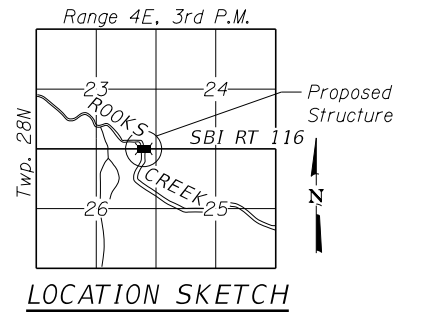 Range 4E, 3rd P.M.
Twp. 28N
23
24
ROOKS
CREEK
Proposed
Structure
SBI RT 116
N
26
25
LOCATION SKETCH